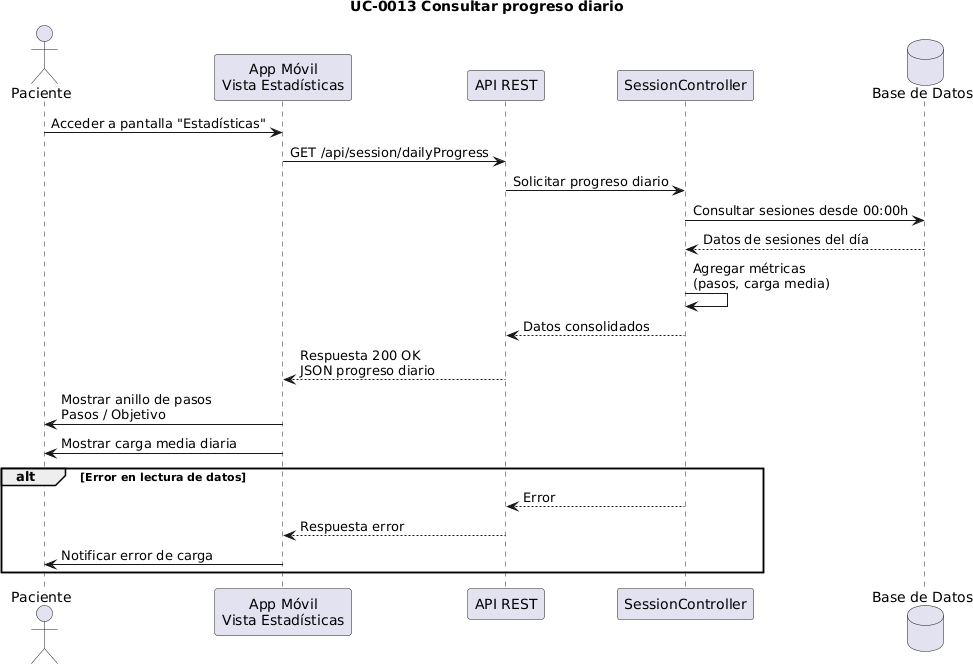 UC-0013 Consultar progreso diario
Paciente
App Móvil
Vista Estadísticas
API REST
SessionController
Base de Datos
Acceder a pantalla "Estadísticas"
GET /api/session/dailyProgress
Solicitar progreso diario
Consultar sesiones desde 00:00h
Datos de sesiones del día
Agregar métricas
(pasos, carga media)
Datos consolidados
Respuesta 200 OK
JSON progreso diario
Mostrar anillo de pasos
Pasos / Objetivo
Mostrar carga media diaria
alt
[Error en lectura de datos]
Error
Respuesta error
Notificar error de carga
Paciente
App Móvil
Vista Estadísticas
API REST
SessionController
Base de Datos